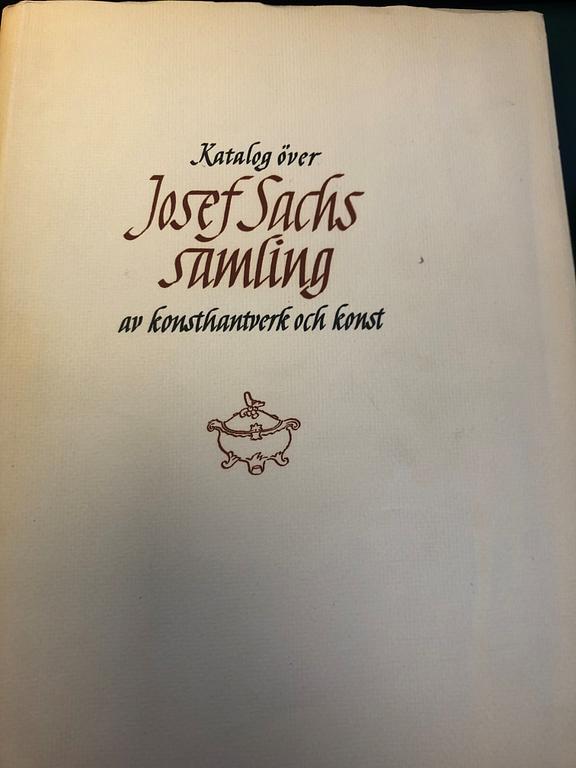 Katalog över
Josef Sachs
samling
av konsthantverk och konst